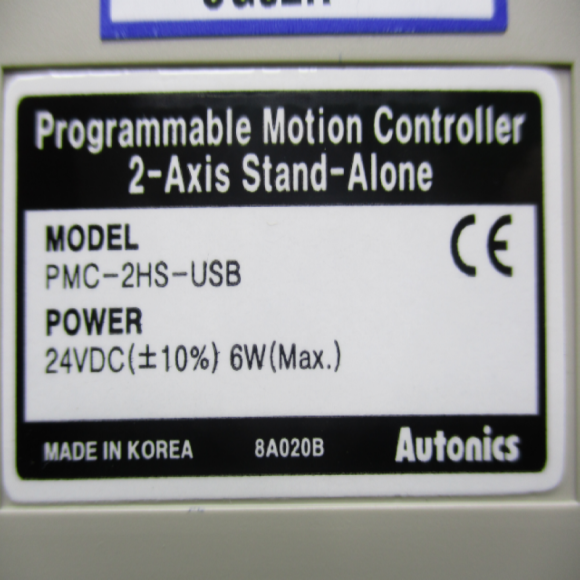 Programmable Motion Controller
2-Axis Stand-Alone
MODEL
PMC-2HS-USB
POWER
24VDC(±10%) 6W(Max.)
CE
MADE IN KOREA 8A020B Autonics